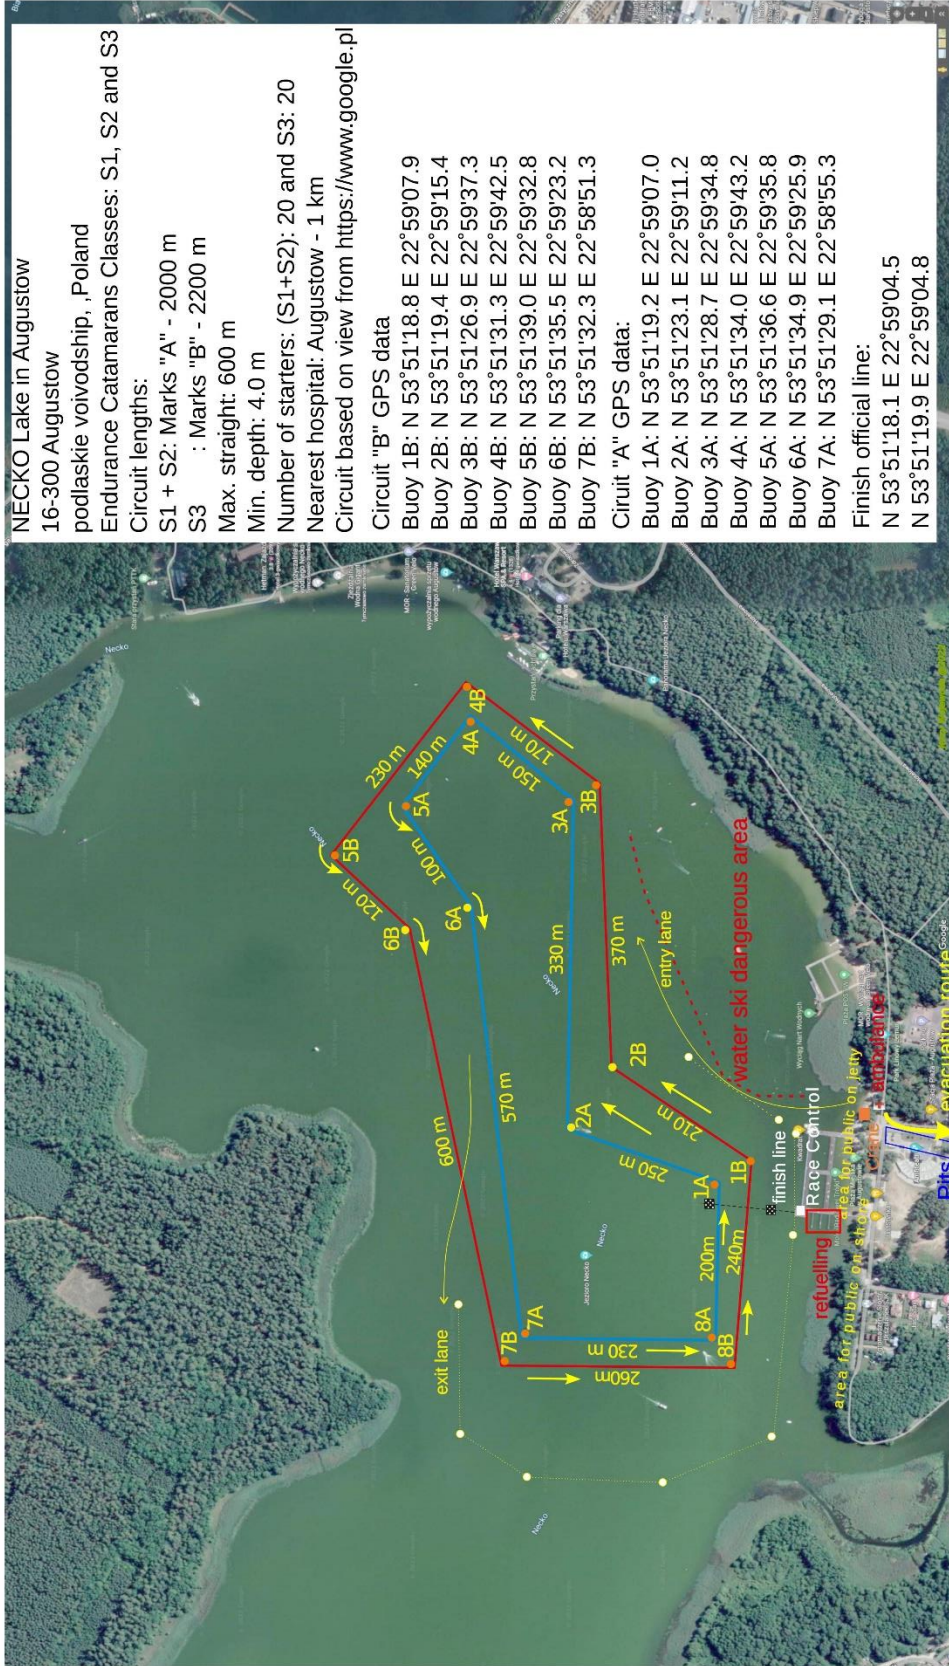 NECKO Lake in Augustow
16-300 Augustow
podlaskie voivodship, ,Poland
Endurance Catamarans Classes: S1, S2 and S3
Circuit lengths:
S1 + S2: Marks "A" - 2000 m
S3 : Marks "B" - 2200 m
Max. straight: 600 m
Min. depth: 4.0 m
Number of starters: (S1+S2): 20 and S3: 20
Nearest hospital: Augustow - 1 km
Circuit based on view from https://www.google.pl
Circuit "B" GPS data
Buoy 1B: N 53°51'18.8 E 22°59'07.9
Buoy 2B: N 53°51'19.4 E 22°59'15.4
Buoy 3B: N 53°51'26.9 E 22°59'37.3
Buoy 4B: N 53°51'31.3 E 22°59'42.5
Buoy 5B: N 53°51'39.0 E 22°59'32.8
Buoy 6B: N 53°51'35.5 E 22°59'23.2
Buoy 7B: N 53°51'32.3 E 22°58'51.3
Ciruit "A" GPS data:
Buoy 1A: N 53°51'19.2 E 22°59'07.0
Buoy 2A: N 53°51'23.1 E 22°59'11.2
Buoy 3A: N 53°51'28.7 E 22°59'34.8
Buoy 4A: N 53°51'34.0 E 22°59'43.2
Buoy 5A: N 53°51'36.6 E 22°59'35.8
Buoy 6A: N 53°51'34.9 E 22°59'25.9
Buoy 7A: N 53°51'29.1 E 22°58'55.3
Finish official line:
N 53°51'18.1 E 22°59'04.5
N 53°51'19.9 E 22°59'04.8
Necko
Necko
5B
230 m
120 m
6B
140 m
5A
4A
4B
100 m
6A
150 m
170 m
3A
3B
600 m
570 m
Necko
330 m
370 m
exit lane
7B
7A
2A
2B
entry lane
Jezioro Necko
Necko
250 m
210 m
water ski dangerous area
260m
230 m
8A
8B
200m
240m
1A
1B
Necko
finish line
Race Control
refuelling
area for public on jetty
area for public on shore
ambulance
Pits
evacuation route
Google